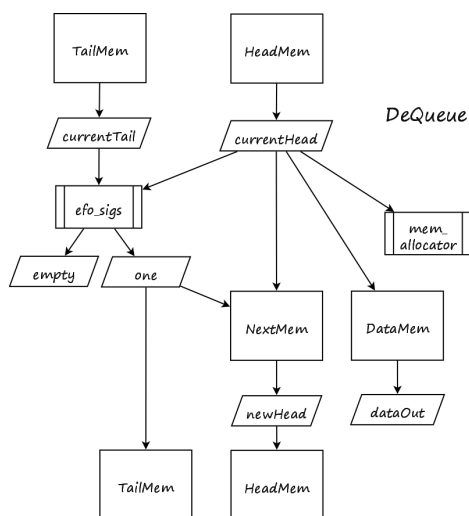 TailMem
HeadMem
DeQueue
currentTail
currentHead
efo_sigs
mem_
allocator
empty
one
NextMem
DataMem
newHead
dataOut
TailMem
HeadMem